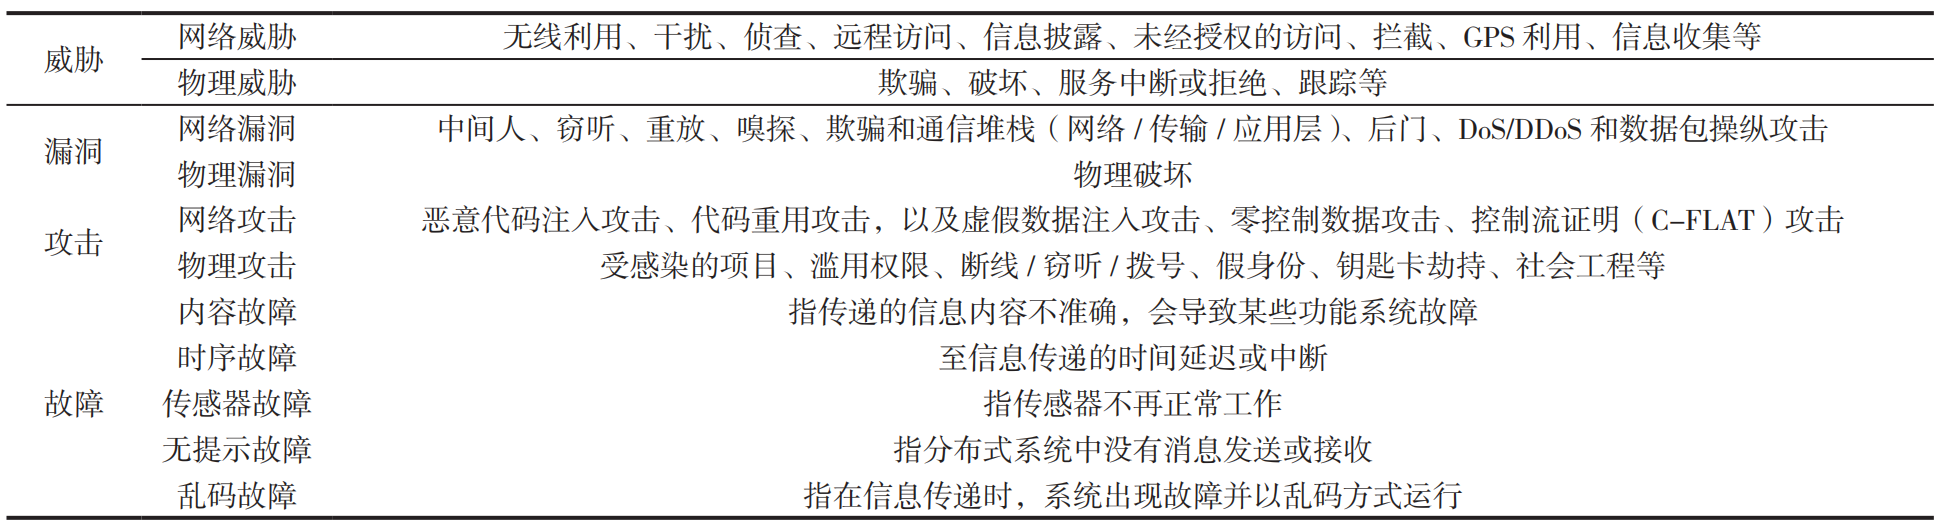 威胁
网络威胁 无线利用、干扰、侦查、远程访问、信息披露、未经授权的访问、拦截、GPS 利用、信息收集等
物理威胁 欺骗、破坏、服务中断或拒绝、跟踪等
漏洞
网络漏洞 中间人、窃听、重放、嗅探、欺骗和通信堆栈（网络 / 传输 / 应用层）、后门、DoS/DDoS 和数据包操纵攻击
物理漏洞 物理破坏
攻击
网络攻击 恶意代码注入攻击、代码重用攻击，以及虚假数据注入攻击、零控制数据攻击、控制流证明（C-FLAT）攻击
物理攻击 受感染的项目、滥用权限、断线 / 窃听 / 拨号、假身份、钥匙卡劫持、社会工程等
故障
内容故障 指传递的信息内容不准确，会导致某些功能系统故障
时序故障 至信息传递的时间延迟或中断
传感器故障 指传感器不再正常工作
无提示故障 指分布式系统中没有消息发送或接收
乱码故障 指在信息传递时，系统出现故障并以乱码方式运行